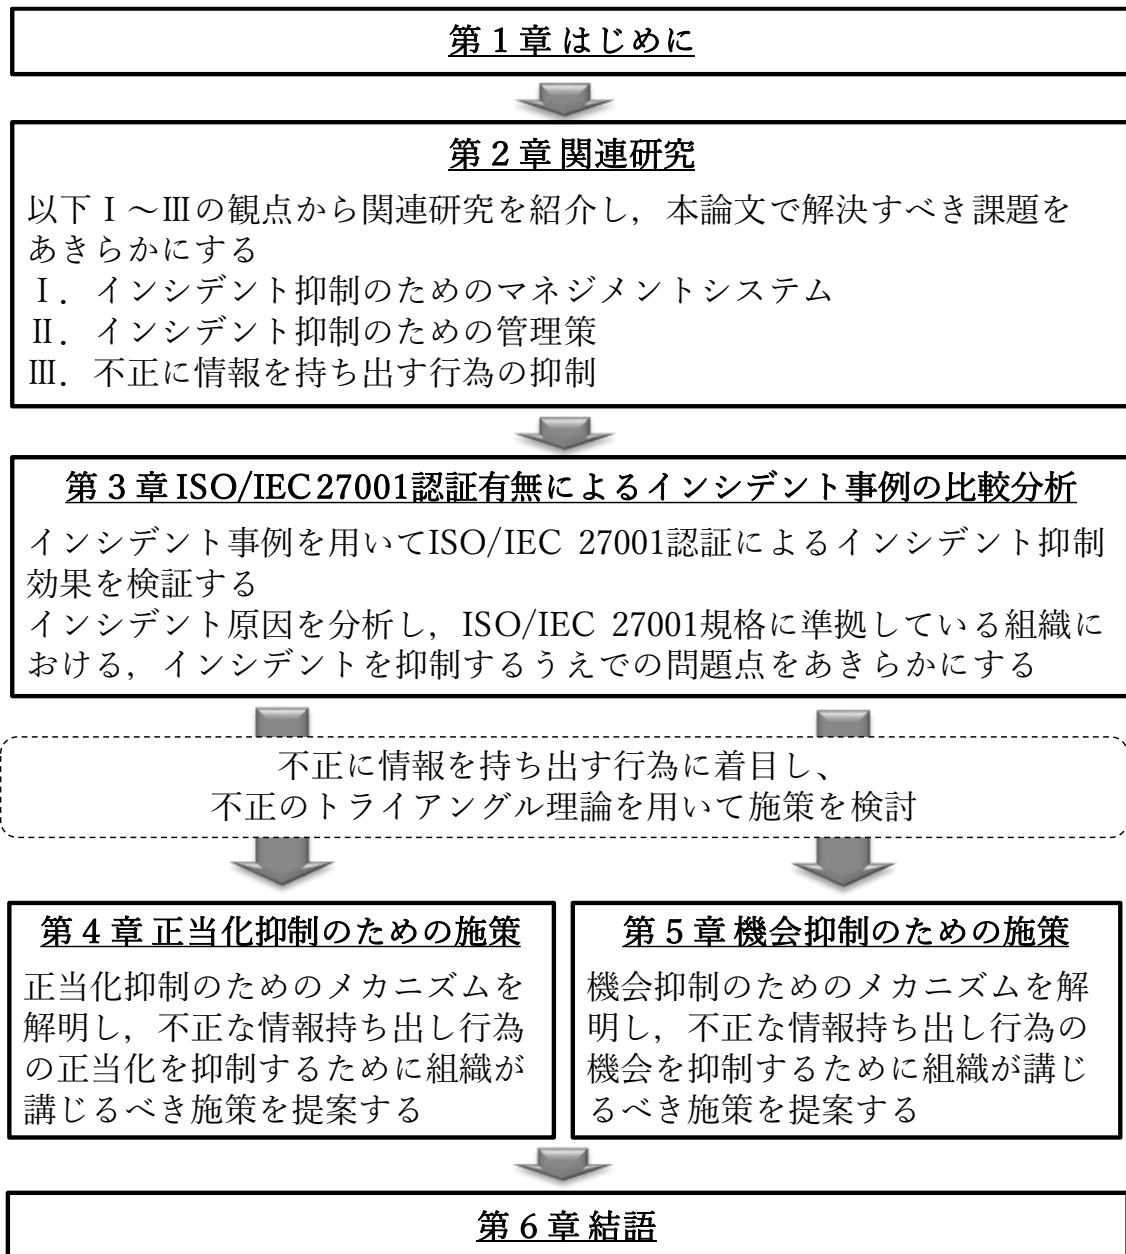 第1章 はじめに
第2章 関連研究
以下Ⅰ~Ⅲの観点から関連研究を紹介し，本論文で解決すべき課題を
あきらかにする
Ⅰ．インシデント抑制のためのマネジメントシステム
Ⅱ．インシデント抑制のための管理策
Ⅲ．不正に情報を持ち出す行為の抑制
第3章 ISO/IEC 27001認証有無によるインシデント事例の比較分析
インシデント事例を用いてISO/IEC 27001認証によるインシデント抑制
効果を検証する
インシデント原因を分析し，ISO/IEC 27001規格に準拠している組織に
おける，インシデントを抑制するうえでの問題点をあきらかにする
不正に情報を持ち出す行為に着目し、
不正のトライアングル理論を用いて施策を検討
第4章 正当化抑制のための施策
正当化抑制のためのメカニズムを
解明し，不正な情報持ち出し行為
の正当化を抑制するために組織が
講じるべき施策を提案する
第5章 機会抑制のための施策
機会抑制のためのメカニズムを解
明し，不正な情報持ち出し行為の
機会を抑制するために組織が講じ
るべき施策を提案する
第6章 結語